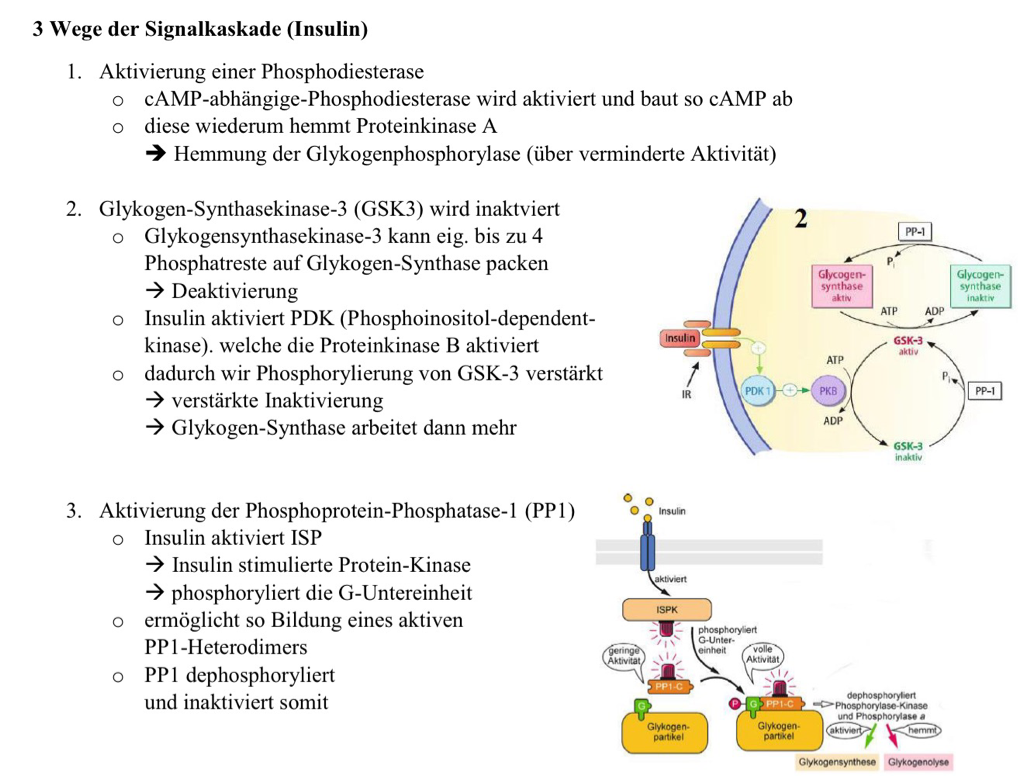 3 Wege der Signalkaskade (Insulin)
1. Aktivierung einer Phosphodiesterase
o cAMP-abhängige-Phosphodiesterase wird aktiviert und baut so cAMP ab
o diese wiederum hemmt Proteinkinase A
➔ Hemmung der Glykogenphosphorylase (über verminderte Aktivität)
2. Glykogen-Synthasekinase-3 (GSK3) wird inaktviert
o Glykogensynthasekinase-3 kann eig. bis zu 4
Phosphatreste auf Glykogen-Synthase packen
→ Deaktivierung
o Insulin aktiviert PDK (Phosphoinositol-dependent-
kinase). welche die Proteinkinase B aktiviert
o dadurch wir Phosphorylierung von GSK-3 verstärkt
→ verstärkte Inaktivierung
→ Glykogen-Synthase arbeitet dann mehr
2
PP-1
Pi
Glycogen-
synthase
aktiv
Glycogen-
synthase
inaktiv
ATP
ADP
Insulin
GSK-3
aktiv
ATP
Pi
IR
PDK 1
+
+
PKB
PP-1
ADP
GSK-3
inaktiv
3. Aktivierung der Phosphoprotein-Phosphatase-1 (PP1)
o Insulin aktiviert ISP
→ Insulin stimulierte Protein-Kinase
→ phosphoryliert die G-Untereinheit
o ermöglicht so Bildung eines aktiven
PP1-Heterodimers
o PP1 dephosphoryliert
und inaktiviert somit
Insulin
aktiviert
ISPK
phosphoryliert
G-Unter-
einheit
geringe
Aktivität
volle
Aktivität
PP1-C
G
Glykogen-
partikel
P
G
PP1-C
Glykogen-
partikel
dephosphoryliert
Phosphorylase-Kinase
und Phosphorylase a
aktiviert
hemmt
Glykogensynthese
Glykogenolyse